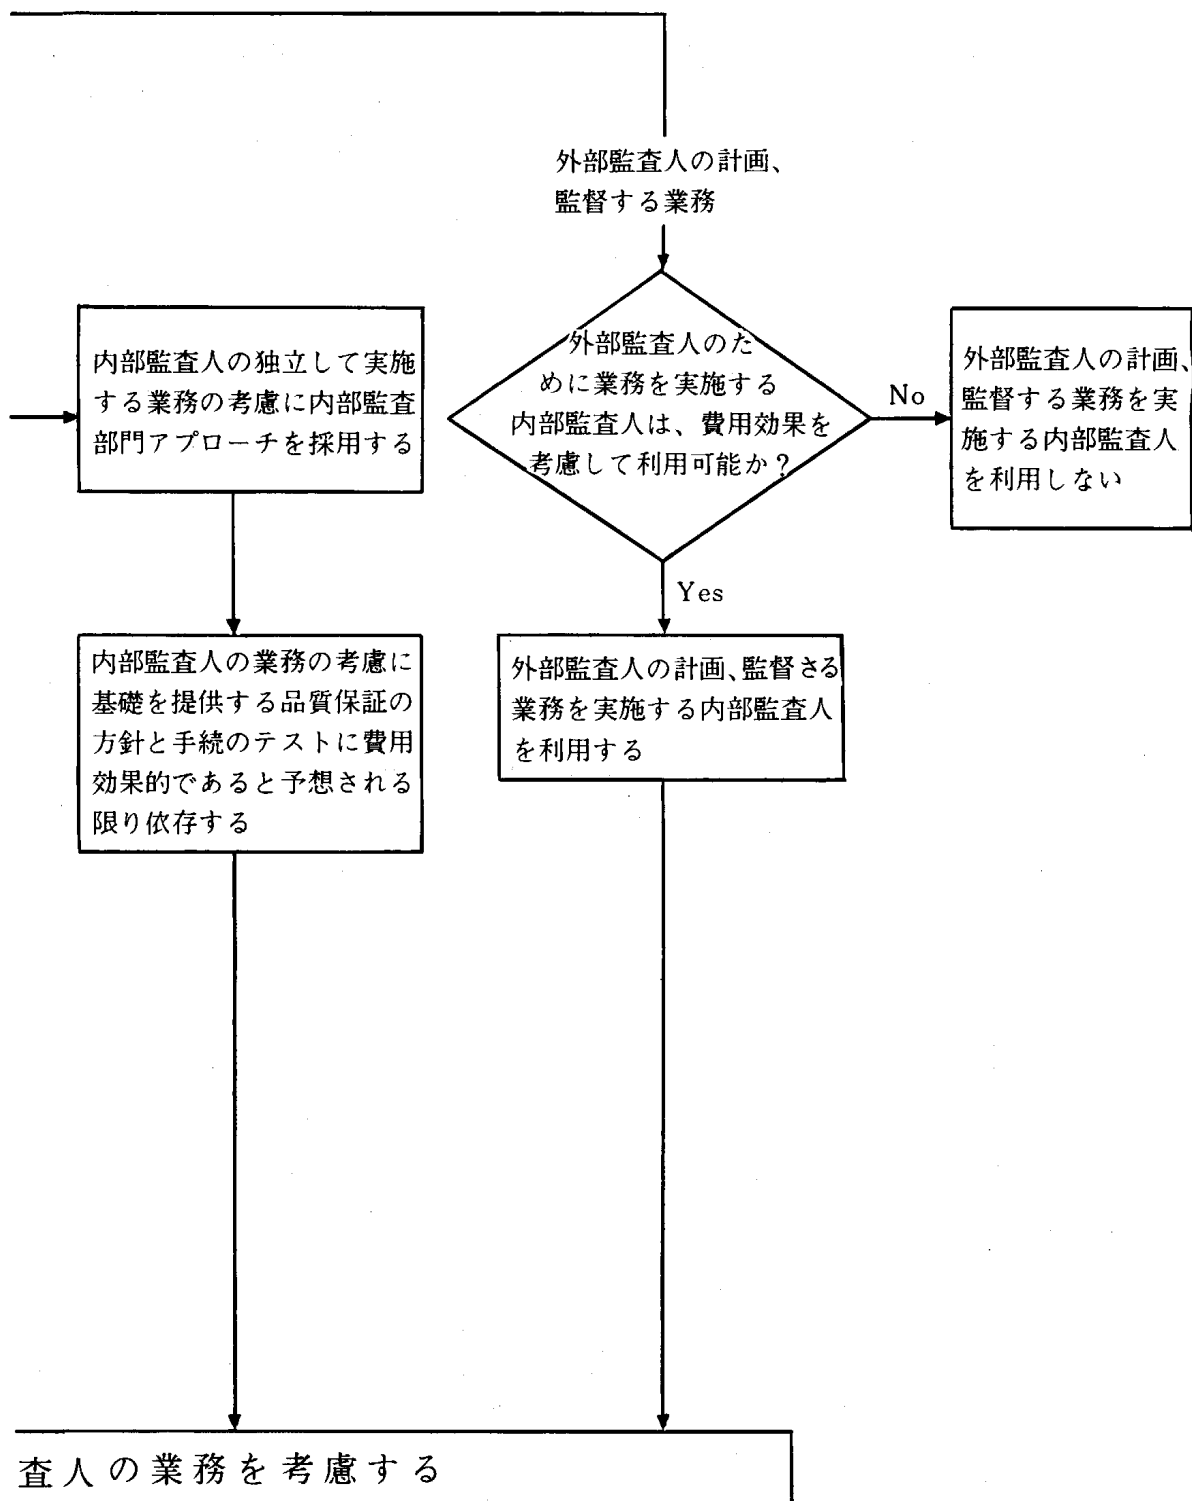 外部監査人の計画、
監督する業務
内部監査人の独立して実施
する業務の考慮に内部監査
部門アプローチを採用する
外部監査人のた
めに業務を実施する
内部監査人は、費用効果を
考慮して利用可能か？
No
外部監査人の計画、
監督する業務を実
施する内部監査人
を利用しない
Yes
内部監査人の業務の考慮に
基礎を提供する品質保証の
方針と手続のテストに費用
効果的であると予想される
限り依存する
外部監査人の計画、監督さる
業務を実施する内部監査人
を利用する
査人の業務を考慮する